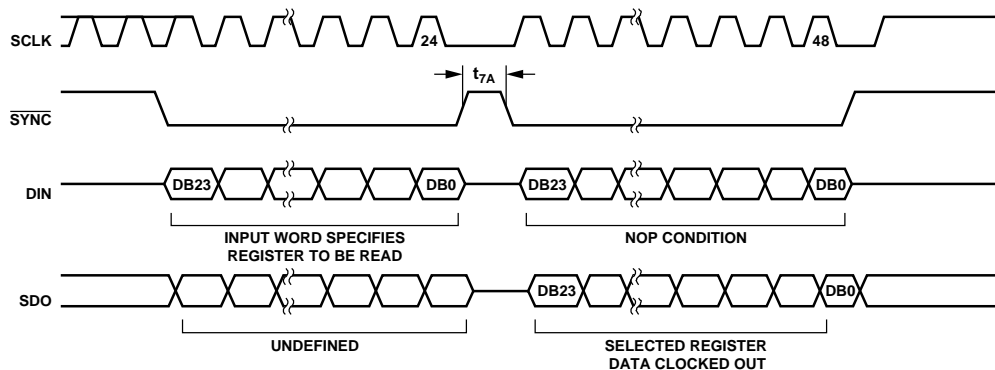 SCLK
24
48
t7A
SYNC
DIN
DB23
DB0
DB23
DB0
INPUT WORD SPECIFIES
REGISTER TO BE READ
NOP CONDITION
SDO
DB23
DB0
UNDEFINED
SELECTED REGISTER
DATA CLOCKED OUT